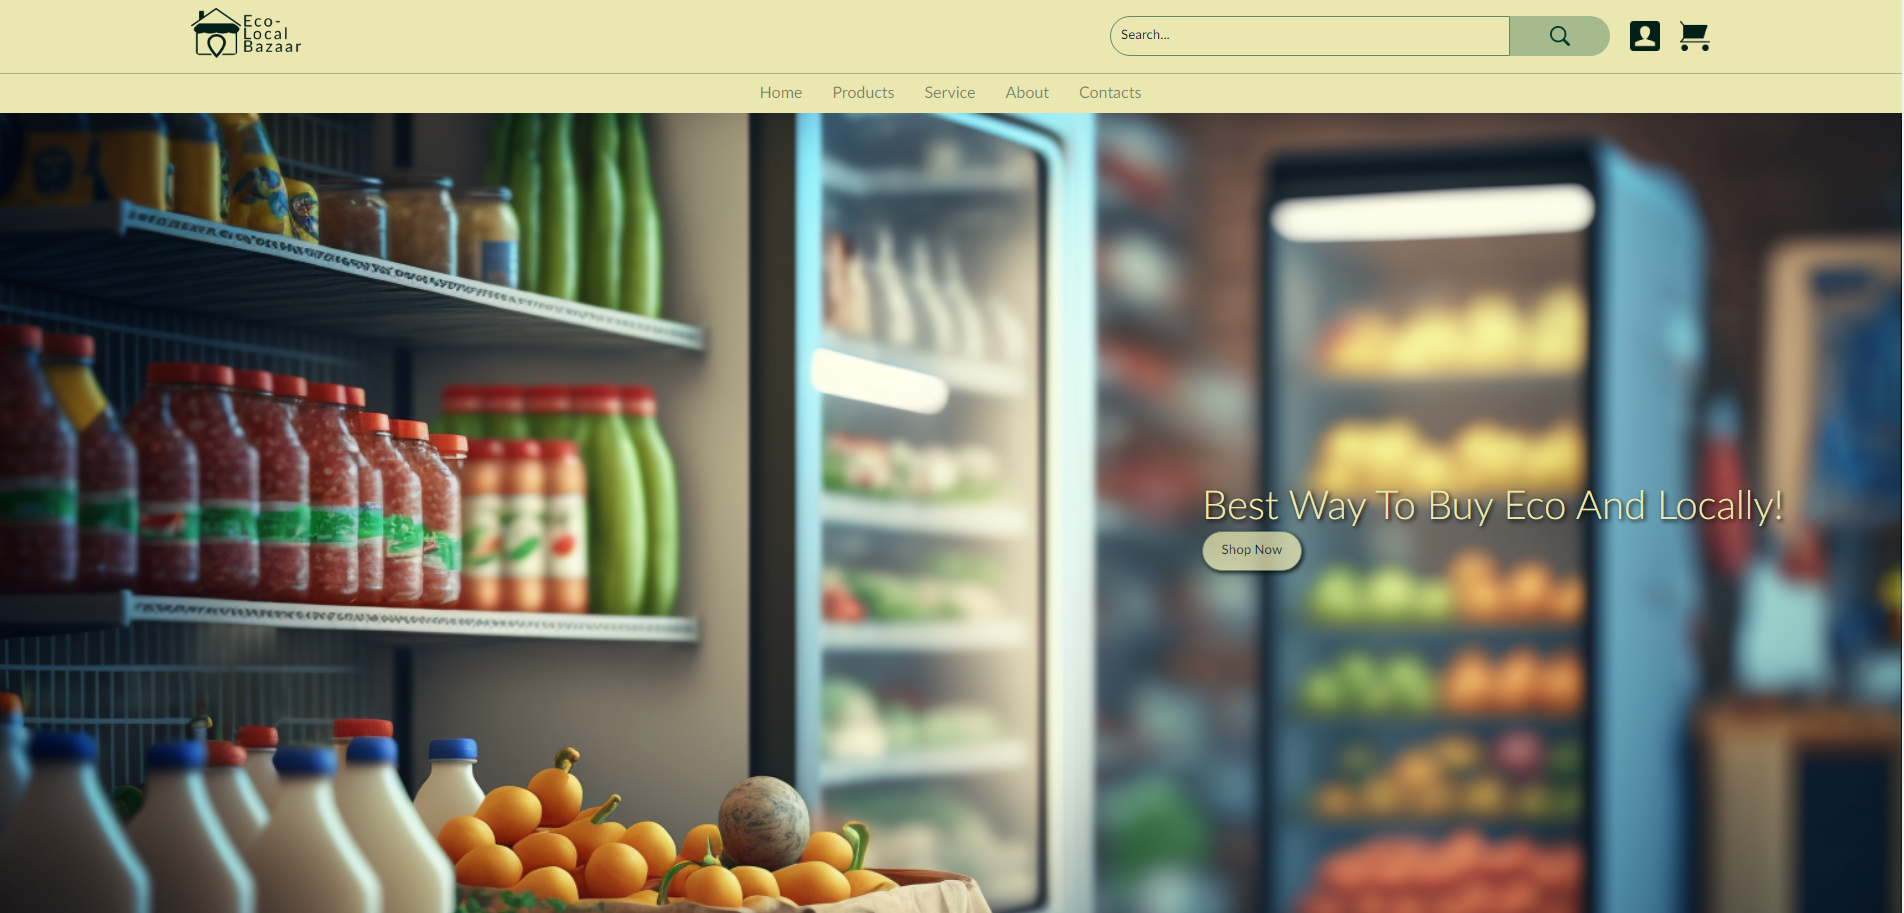 Eco-
Local
Bazaar
Search...
Home Products Service About Contacts
Best Way To Buy Eco And Locally!
Shop Now